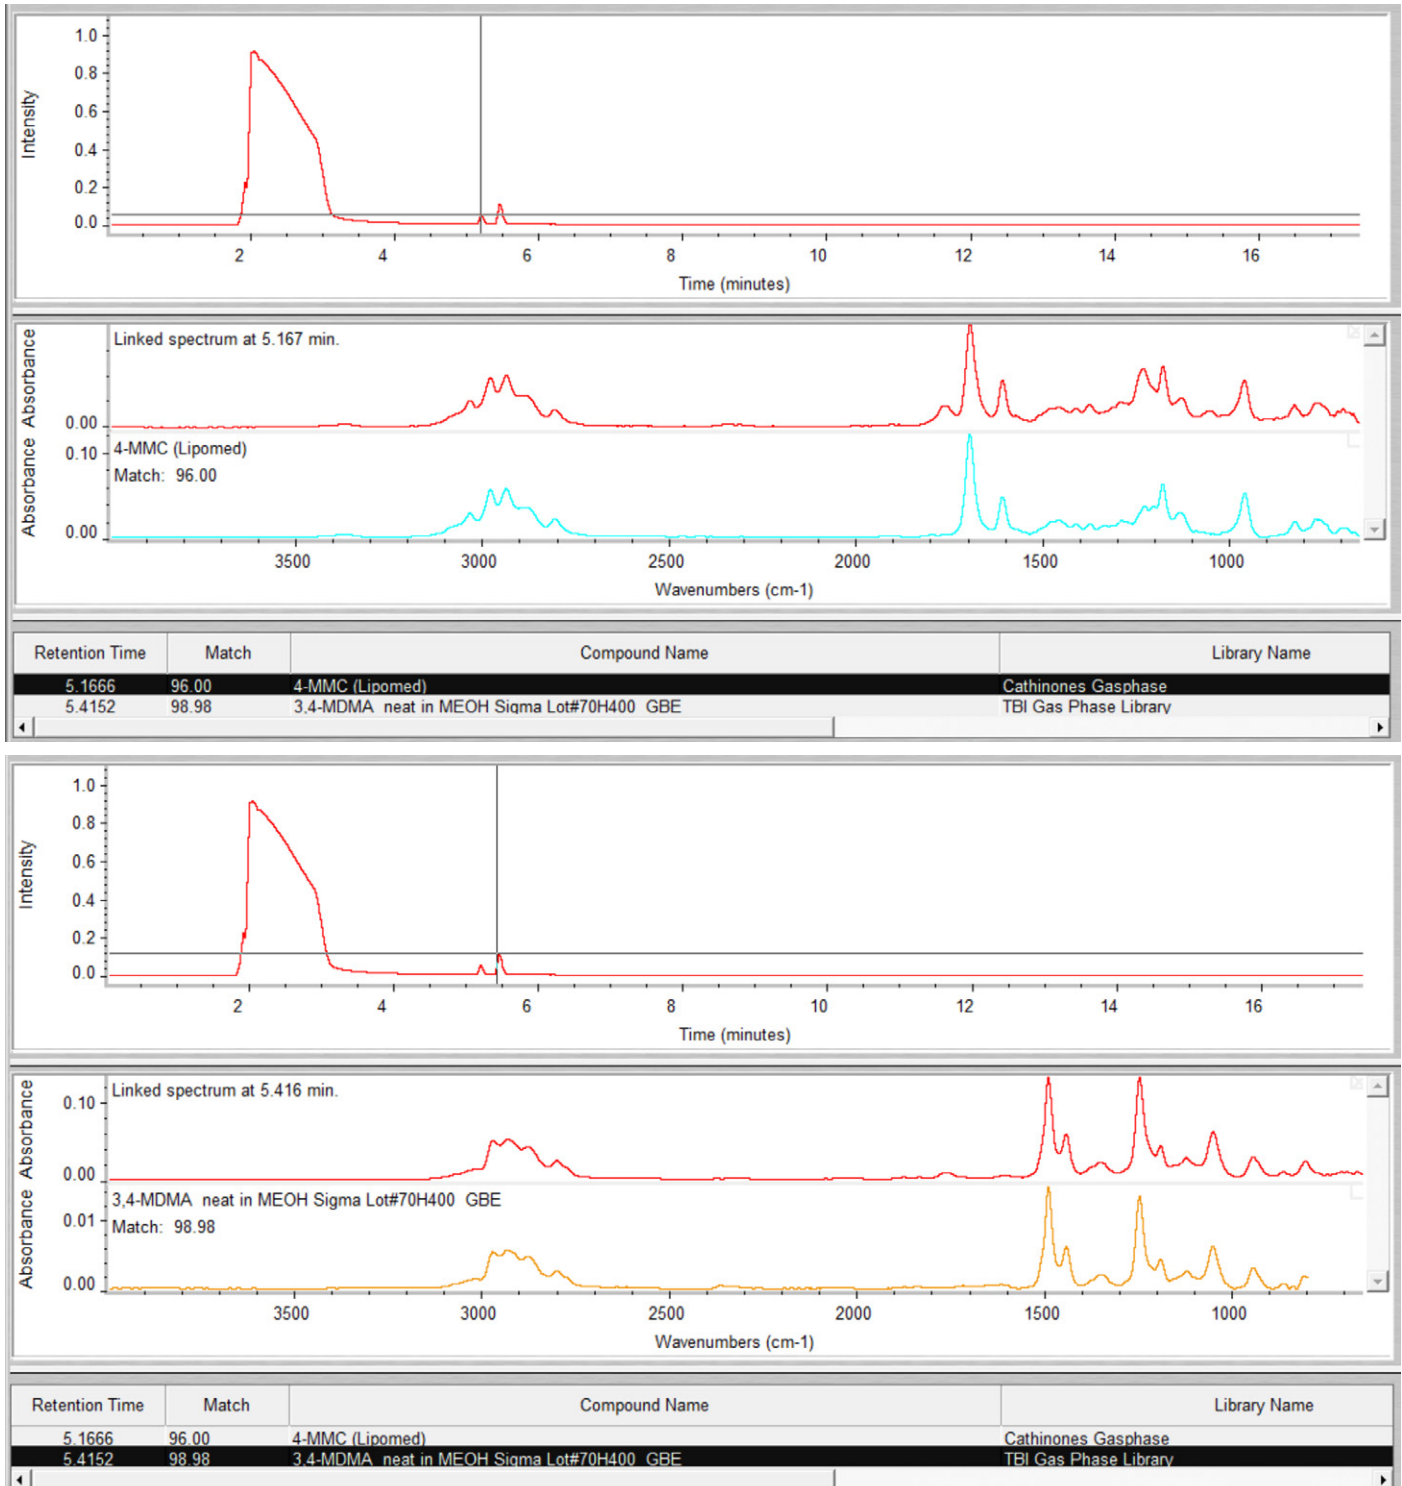 1.0
0.8
0.6
0.4
0.2
0.0
Intensity
2 4 6 8 10 12 14 16
Time (minutes)
Linked spectrum at 5.167 min.
Absorbance
0.00
4-MMC (Lipomed)
0.10
Match: 96.00
Absorbance
0.00
3500 3000 2500 2000 1500 1000
Wavenumbers (cm-1)
Retention Time Match Compound Name Library Name
5.1666 96.00 4-MMC (Lipomed) Cathinones Gasphase
5.4152 98.98 3,4-MDMA neat in MEOH Sigma Lot#70H400 GBE TBI Gas Phase Library
1.0
0.8
0.6
0.4
0.2
0.0
Intensity
2 4 6 8 10 12 14 16
Time (minutes)
Linked spectrum at 5.416 min.
0.10
Absorbance
0.00
3,4-MDMA neat in MEOH Sigma Lot#70H400 GBE
0.01
Match: 98.98
Absorbance
0.00
3500 3000 2500 2000 1500 1000
Wavenumbers (cm-1)
Retention Time Match Compound Name Library Name
5.1666 96.00 4-MMC (Lipomed) Cathinones Gasphase
5.4152 98.98 3,4-MDMA neat in MEOH Sigma Lot#70H400 GBE TBI Gas Phase Library